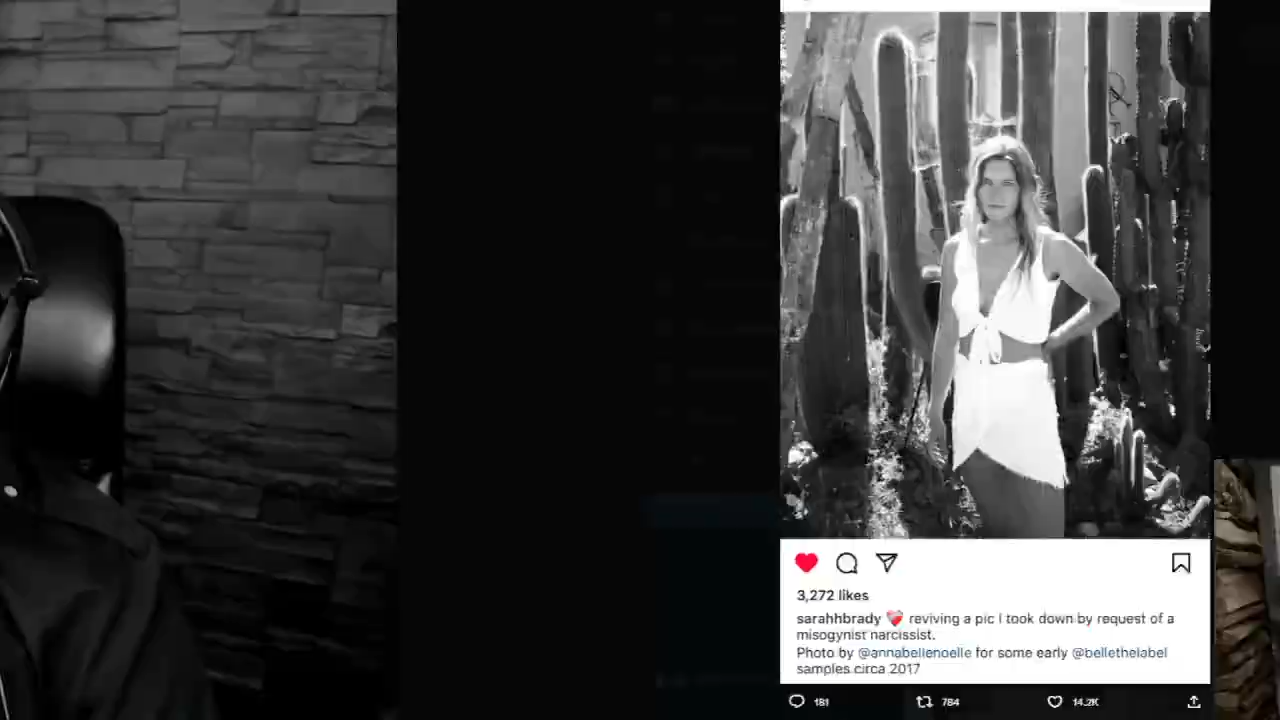 3,272 likes
sarahhbrady ❤️‍🩹 reviving a pic I took down by request of a
misogynist narcissist.
Photo by @annabellenoelle for some early @bellethelabel
samples circa 2017
181 784 14.2K